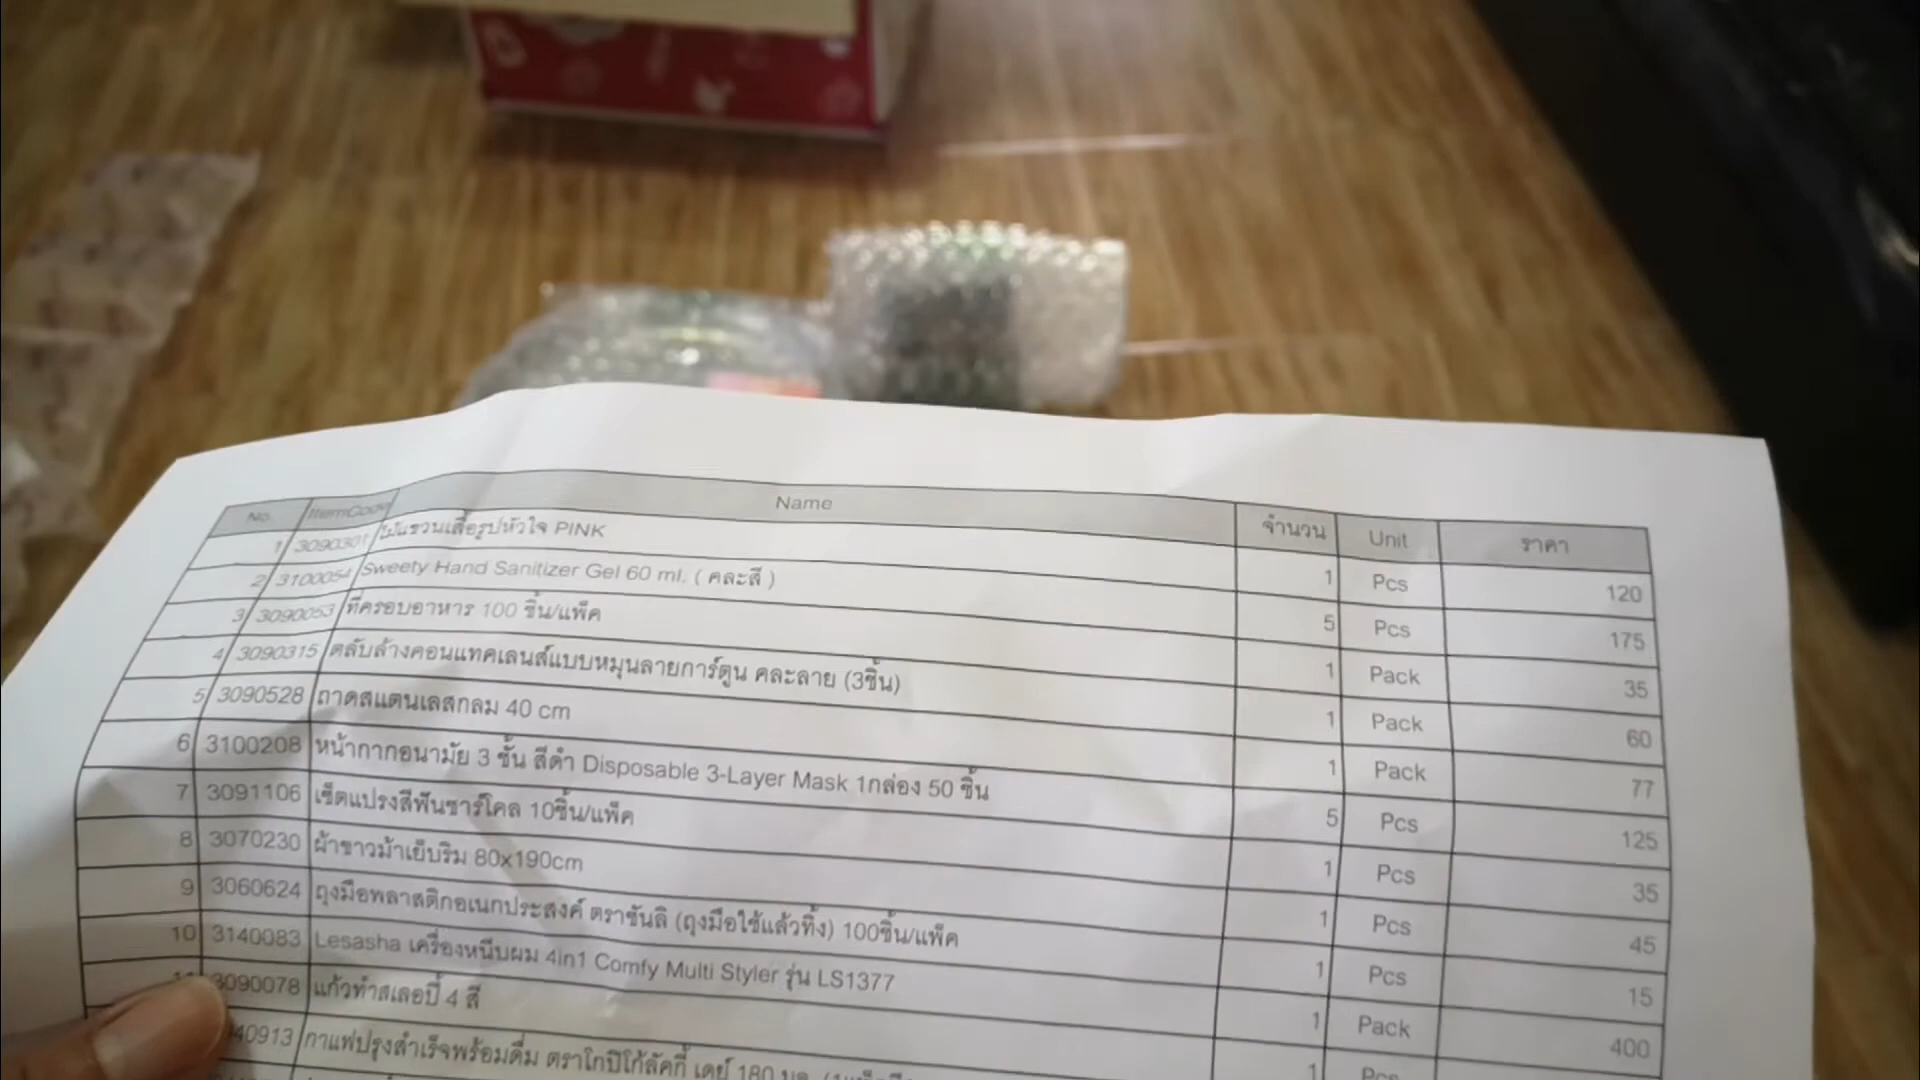 No. ItemCode Name จำนวน Unit ราคา
1 3090301 ไม้แขวนเสื้อรูปหัวใจ PINK 1 Pcs 120
2 3100054 Sweety Hand Sanitizer Gel 60 ml. ( คละสี ) 5 Pcs 175
3 3090053 ที่ครอบอาหาร 100 ชิ้น/แพ็ค 1 Pack 35
4 3090315 ตลับล้างคอนแทคเลนส์แบบหมุนลายการ์ตูน คละลาย (3ชิ้น) 1 Pack 60
5 3090528 ถาดสแตนเลสกลม 40 cm 1 Pack 77
6 3100208 หน้ากากอนามัย 3 ชั้น สีดำ Disposable 3-Layer Mask 1กล่อง 50 ชิ้น 5 Pcs 125
7 3091106 เซ็ตแปรงสีฟันชาร์โคล 10ชิ้น/แพ็ค 1 Pcs 35
8 3070230 ผ้าขาวม้าเย็บริม 80x190cm 1 Pcs 45
9 3060624 ถุงมือพลาสติกอเนกประสงค์ ตราซันลิ (ถุงมือใช้แล้วทิ้ง) 100ชิ้น/แพ็ค 1 Pcs 15
10 3140083 Lesasha เครื่องหนีบผม 4in1 Comfy Multi Styler รุ่น LS1377 1 Pack 400
3090078 แก้วทำสเลอปี้ 4 สี 1 Pcs
40913 กาแฟปรุงสำเร็จพร้อมดื่ม ตราโกปิโก้ลัคกี้ เดย์ 180 มล.